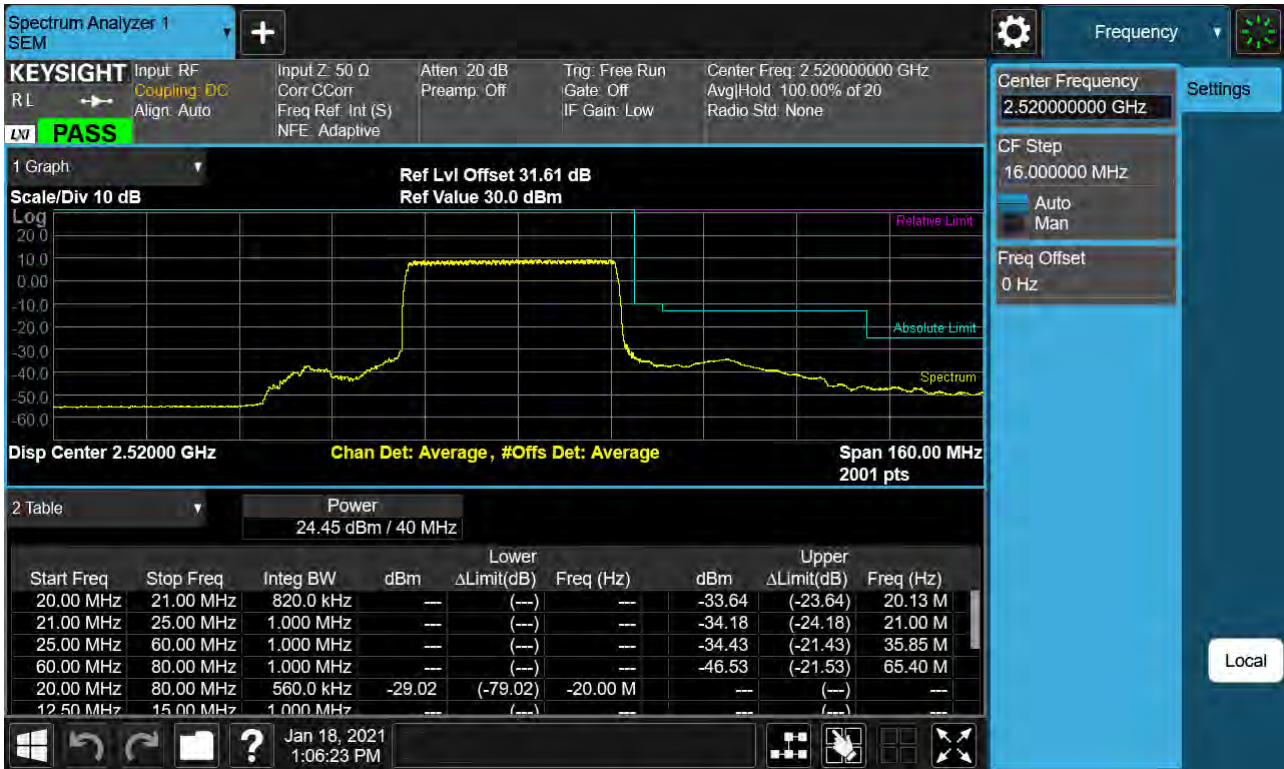 Spectrum Analyzer 1
SEM
+
Frequency
KEYSIGHT
R L
LXI PASS
Input: RF
Coupling: DC
Align: Auto
Input Z: 50 Ω
Corr CCorr
Freq Ref: Int (S)
NFE: Adaptive
Atten: 20 dB
Preamp: Off
Trig: Free Run
Gate: Off
IF Gain: Low
Center Freq: 2.520000000 GHz
Avg|Hold: 100.00% of 20
Radio Std: None
Center Frequency
2.520000000 GHz
Settings
CF Step
16.000000 MHz
Auto
Man
Freq Offset
0 Hz
Local
1 Graph
Scale/Div 10 dB
Ref Lvl Offset 31.61 dB
Ref Value 30.0 dBm
Log
20.0
10.0
0.00
-10.0
-20.0
-30.0
-40.0
-50.0
-60.0
Relative Limit
Absolute Limit
Spectrum
Disp Center 2.52000 GHz
Chan Det: Average, #Offs Det: Average
Span 160.00 MHz
2001 pts
2 Table
Power
24.45 dBm / 40 MHz
Lower Upper
Start Freq Stop Freq Integ BW dBm ΔLimit(dB) Freq (Hz) dBm ΔLimit(dB) Freq (Hz)
20.00 MHz 21.00 MHz 820.0 kHz --- (---) --- -33.64 (-23.64) 20.13 M
21.00 MHz 25.00 MHz 1.000 MHz --- (---) --- -34.18 (-24.18) 21.00 M
25.00 MHz 60.00 MHz 1.000 MHz --- (---) --- -34.43 (-21.43) 35.85 M
60.00 MHz 80.00 MHz 1.000 MHz --- (---) --- -46.53 (-21.53) 65.40 M
20.00 MHz 80.00 MHz 560.0 kHz -29.02 (-79.02) -20.00 M --- (---) ---
12.50 MHz 15.00 MHz 1.000 MHz --- (---) --- --- (---) ---
?
Jan 18, 2021
1:06:23 PM